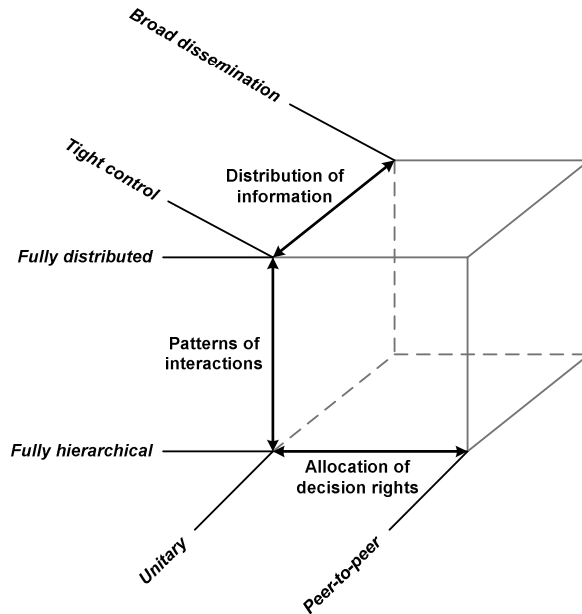 Broad dissemination
Tight control
Distribution of
information
Fully distributed
Patterns of
interactions
Fully hierarchical
Allocation of
decision rights
Unitary
Peer-to-peer